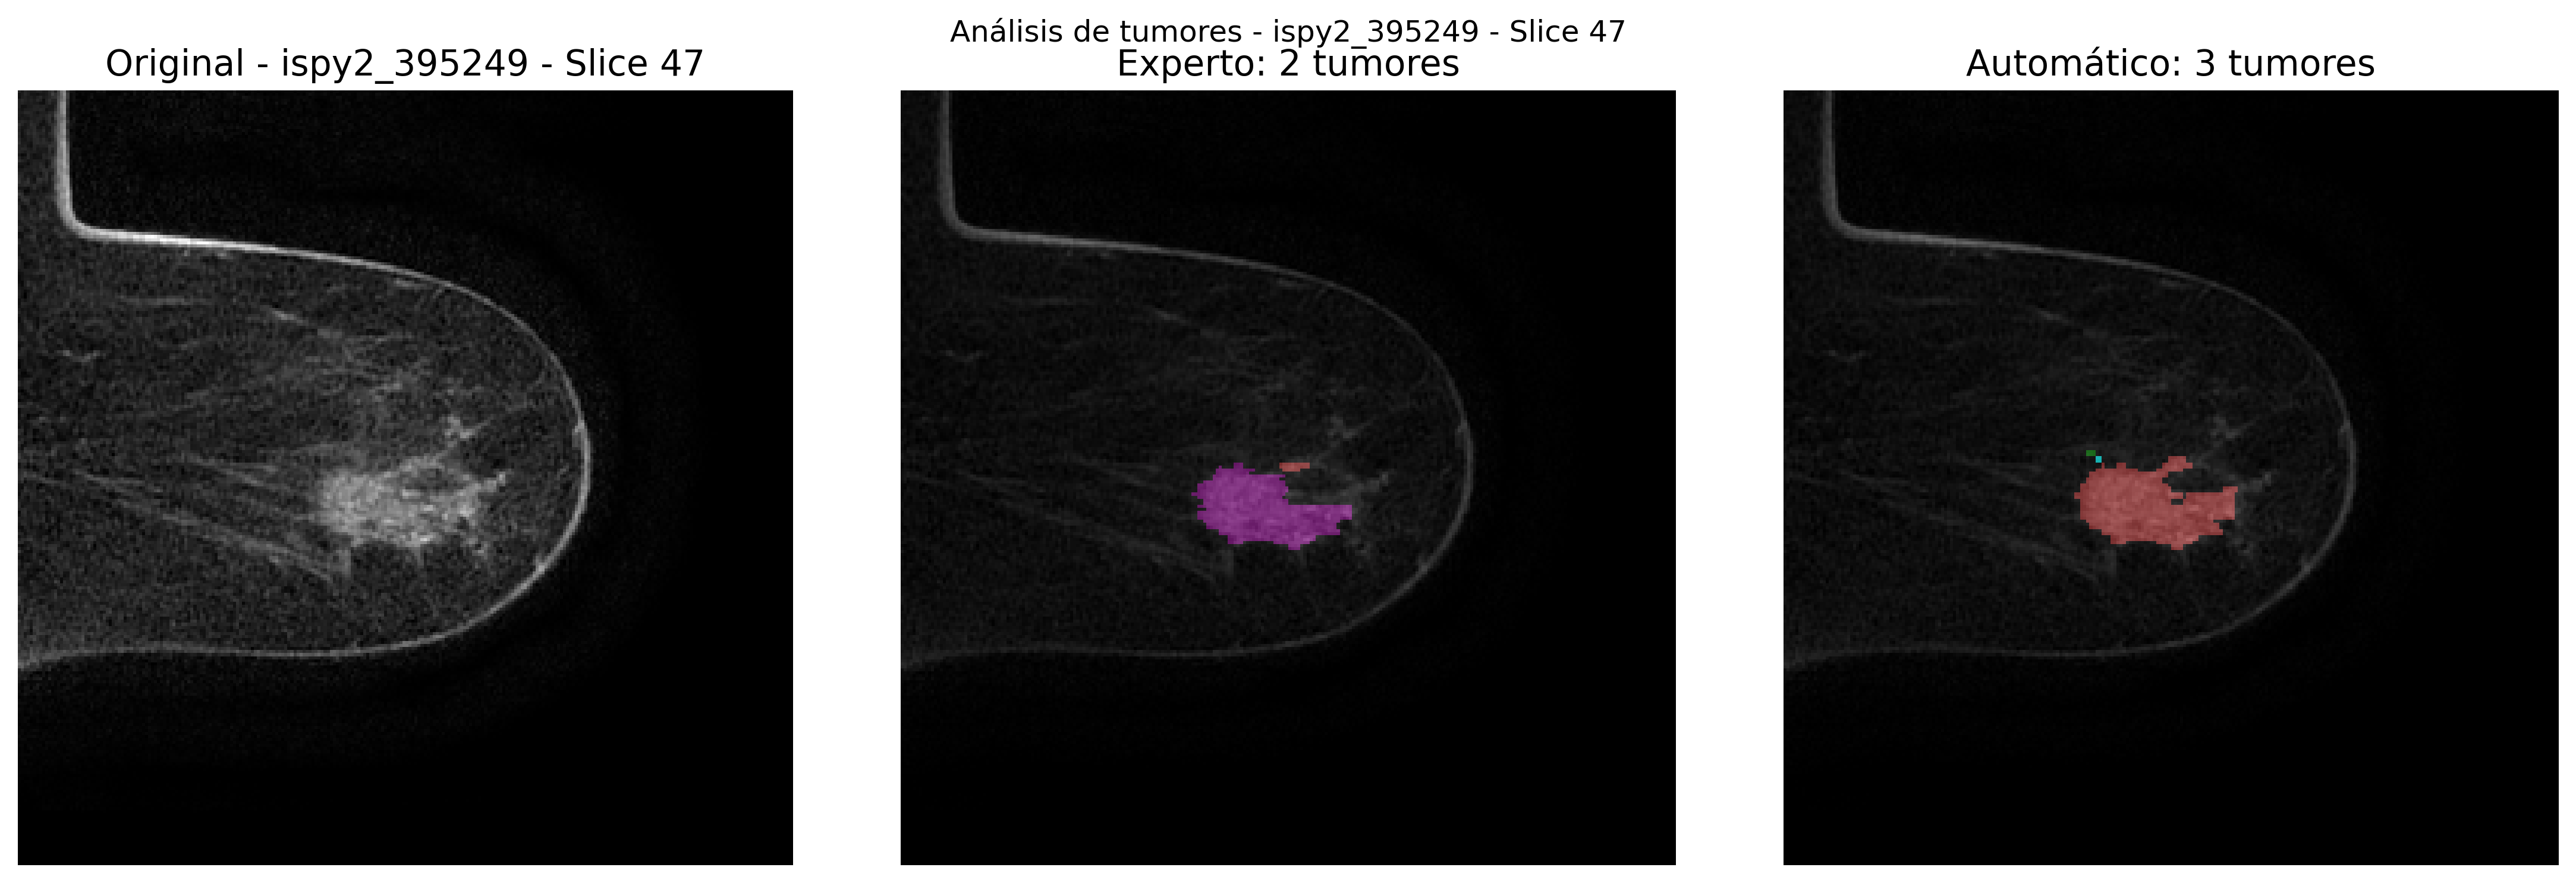 Análisis de tumores - ispy2_395249 - Slice 47
Original - ispy2_395249 - Slice 47
Experto: 2 tumores
Automático: 3 tumores